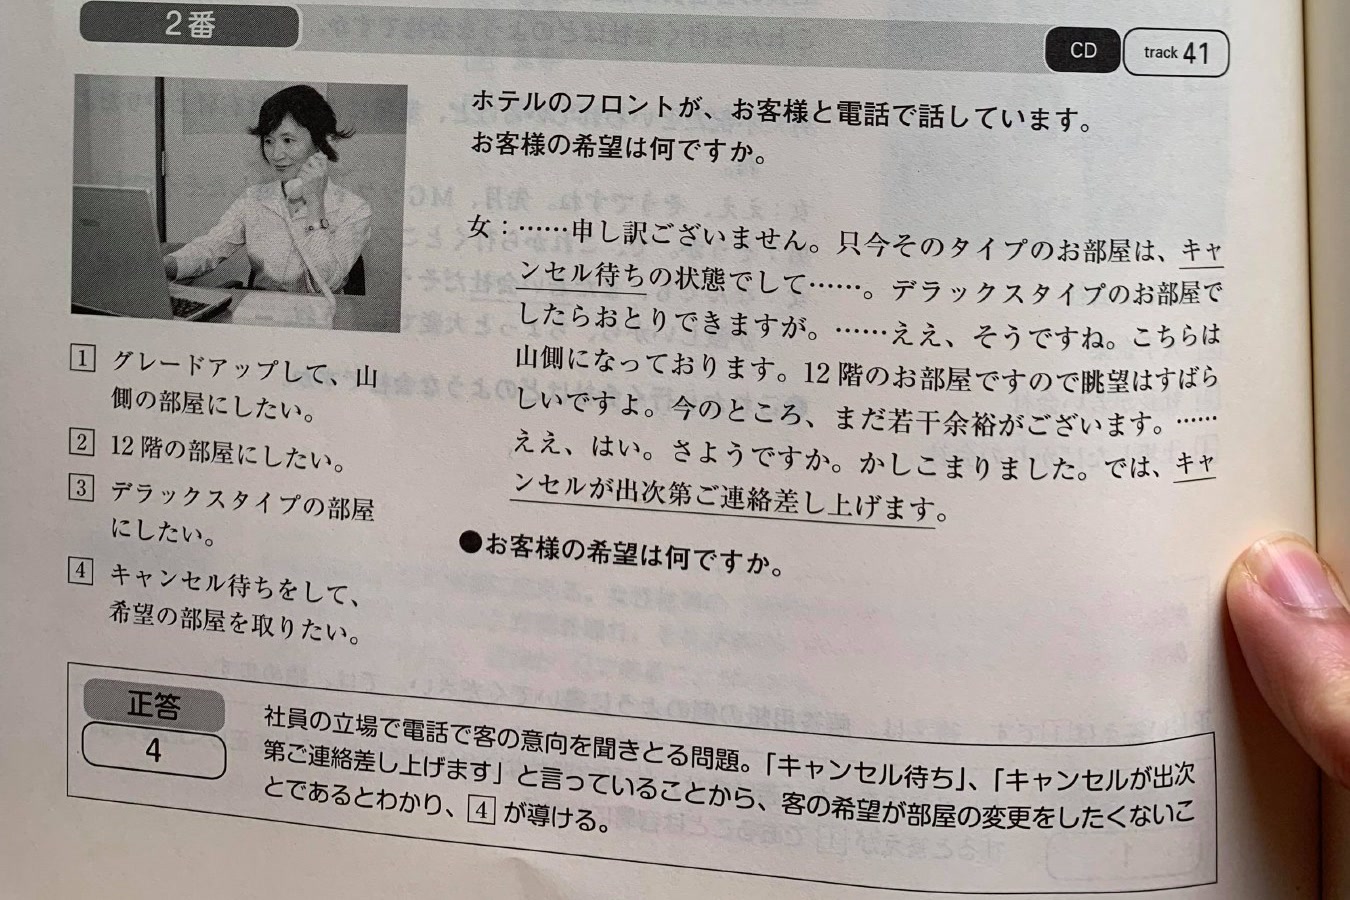 2番
CD
track 41
ホテルのフロントが、お客様と電話で話しています。
お客様の希望は何ですか。
女：……申し訳ございません。只今そのタイプのお部屋は、キャ
ンセル待ちの状態でして……。デラックスタイプのお部屋で
したらおとりできますが。……ええ、そうですね。こちらは
山側になっております。12階のお部屋ですので眺望はすばら
しいですよ。今のところ、まだ若干余裕がございます。……
ええ、はい。さようですか。かしこまりました。では、キャ
ンセルが出次第ご連絡差し上げます。
●お客様の希望は何ですか。
1 グレードアップして、山
側の部屋にしたい。
2 12階の部屋にしたい。
3 デラックスタイプの部屋
にしたい。
4 キャンセル待ちをして、
希望の部屋を取りたい。
正答
4
社員の立場で電話で客の意向を聞きとる問題。「キャンセル待ち」、「キャンセルが出次
第ご連絡差し上げます」と言っていることから、客の希望が部屋の変更をしたくないこ
とであるとわかり、4が導ける。